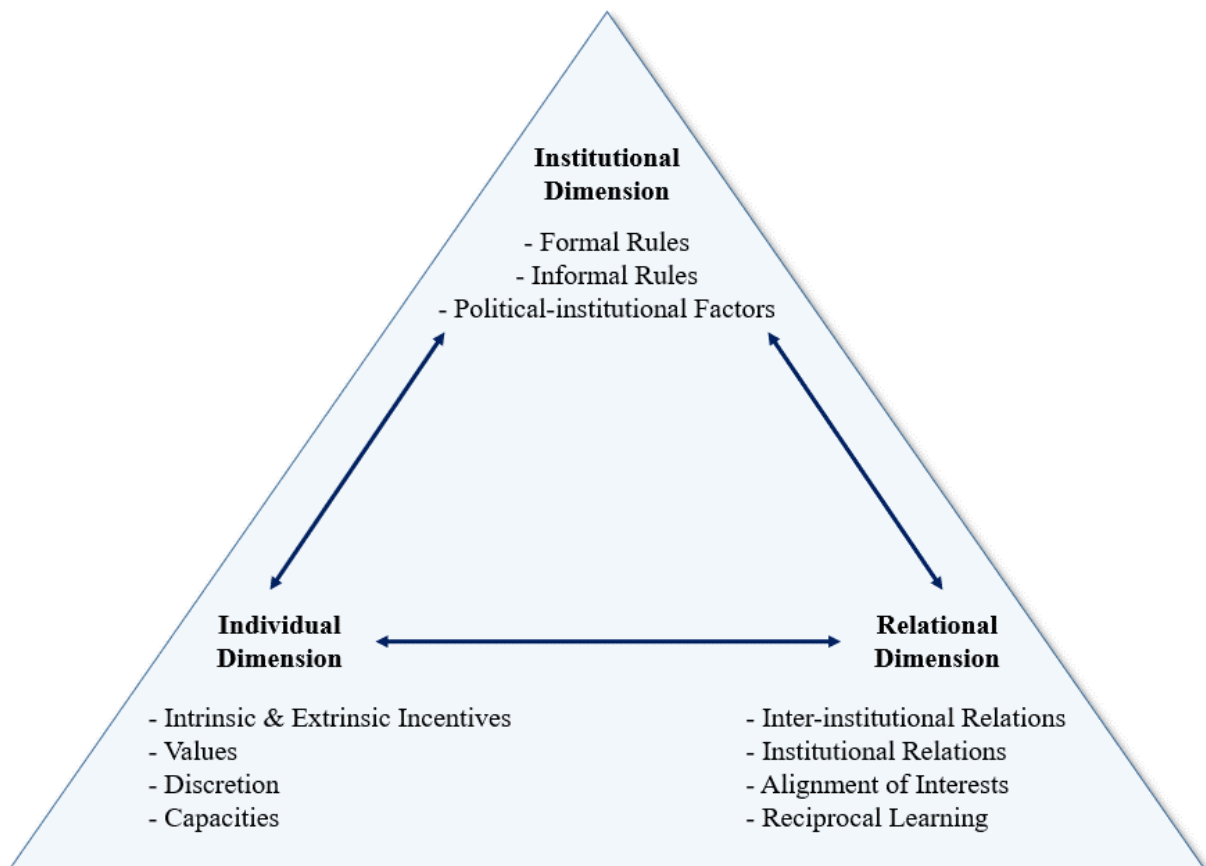 Institutional
Dimension
- Formal Rules
- Informal Rules
- Political-institutional Factors
Individual
Dimension
- Intrinsic & Extrinsic Incentives
- Values
- Discretion
- Capacities
Relational
Dimension
- Inter-institutional Relations
- Institutional Relations
- Alignment of Interests
- Reciprocal Learning